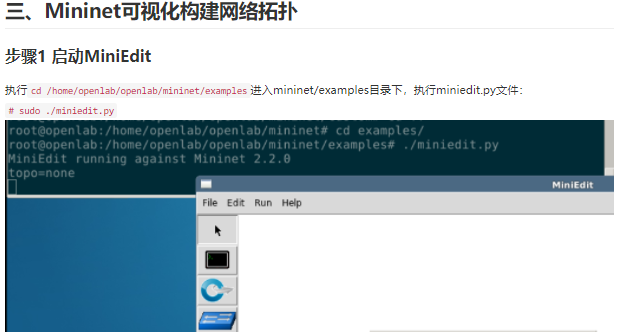 三、Mininet可视化构建网络拓扑
步骤1 启动MiniEdit
执行 cd /home/openlab/openlab/mininet/examples 进入mininet/examples目录下，执行miniedit.py文件：
# sudo ./miniedit.py
root@openlab:/home/openlab/openlab/mininet# cd examples/
root@openlab:/home/openlab/openlab/mininet/examples# ./miniedit.py
MiniEdit running against Mininet 2.2.0
topo=none
MiniEdit
File Edit Run Help